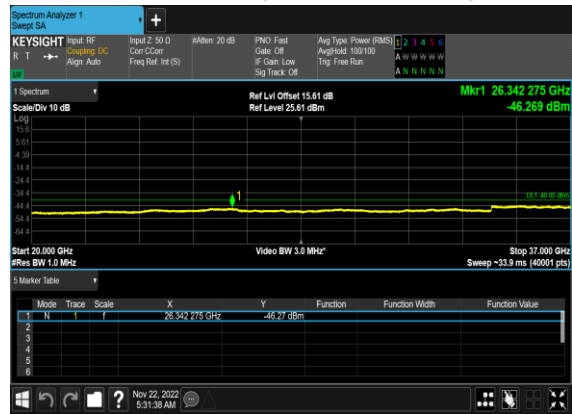 Spectrum Analyzer 1
Swept SA
+
KEYSIGHT Input: RF Input Z: 50 Ω #Atten: 20 dB PNO: Fast Avg Type: Power (RMS) 1 2 3 4 5 6
R T Coupling: DC Corr CCorr Gate: Off Avg|Hold: 100/100 A W W W W W
Align: Auto Freq Ref: Int (S) IF Gain: Low Trig: Free Run
Sig Track: Off A N N N N N
1 Spectrum Ref Lvl Offset 15.61 dB Mkr1 26.342 275 GHz
Scale/Div 10 dB Ref Level 25.61 dBm -46.269 dBm
Log
15.6
5.61
-4.39
-14.4
-24.4
-34.4
1
DL1 -40.00 dBm
-44.4
-54.4
-64.4
Start 20.000 GHz Video BW 3.0 MHz* Stop 37.000 GHz
#Res BW 1.0 MHz Sweep ~33.9 ms (40001 pts)
5 Marker Table
Mode Trace Scale X Y Function Function Width Function Value
1 N 1 f 26.342 275 GHz -46.27 dBm
2
3
4
5
6
? Nov 22, 2022
5:31:38 AM